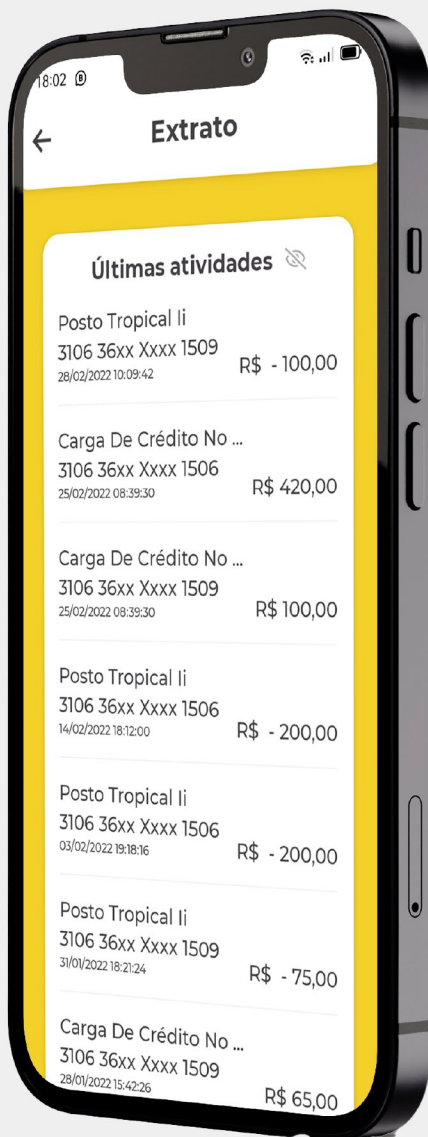 18:02
Extrato
Últimas atividades
Posto Tropical Ii
3106 36xx Xxxx 1509
28/02/2022 10:09:42
R$ - 100,00
Carga De Crédito No ...
3106 36xx Xxxx 1506
25/02/2022 08:39:30
R$ 420,00
Carga De Crédito No ...
3106 36xx Xxxx 1509
25/02/2022 08:39:30
R$ 100,00
Posto Tropical Ii
3106 36xx Xxxx 1506
14/02/2022 18:12:00
R$ - 200,00
Posto Tropical Ii
3106 36xx Xxxx 1506
03/02/2022 19:18:16
R$ - 200,00
Posto Tropical Ii
3106 36xx Xxxx 1509
31/01/2022 18:21:24
R$ - 75,00
Carga De Crédito No ...
3106 36xx Xxxx 1509
28/01/2022 15:42:26
R$ 65,00